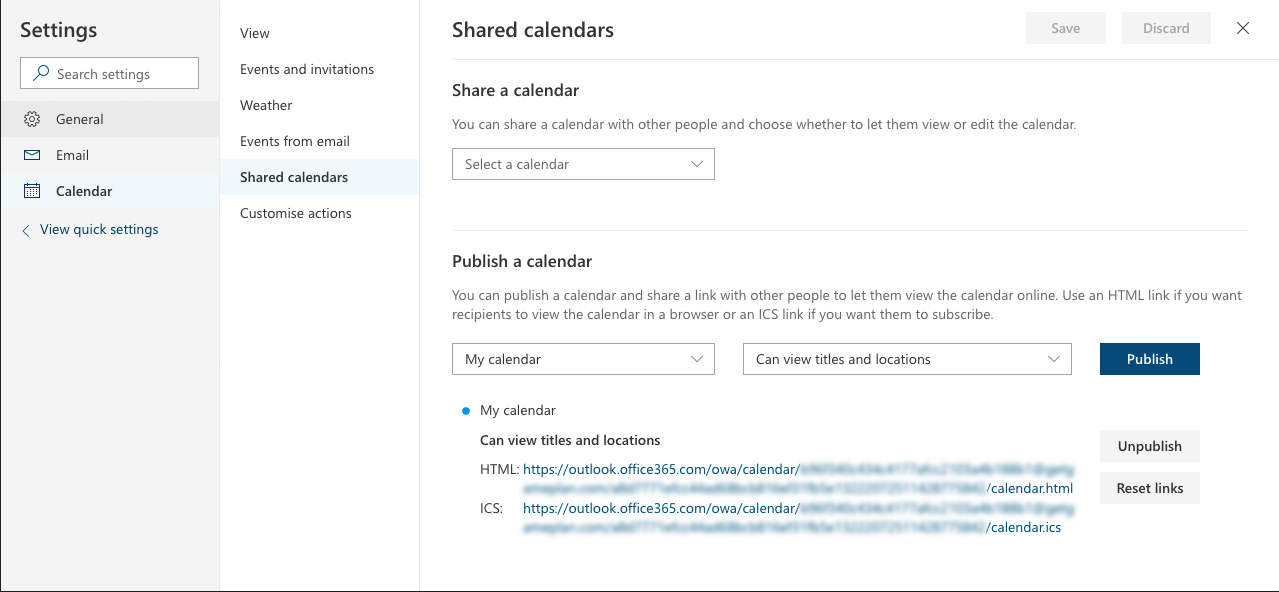 Settings
Search settings
General
Email
Calendar
View quick settings
View
Events and invitations
Weather
Events from email
Shared calendars
Customise actions
Shared calendars
Save
Discard
Share a calendar
You can share a calendar with other people and choose whether to let them view or edit the calendar.
Select a calendar
Publish a calendar
You can publish a calendar and share a link with other people to let them view the calendar online. Use an HTML link if you want
recipients to view the calendar in a browser or an ICS link if you want them to subscribe.
My calendar
Can view titles and locations
Publish
My calendar
Can view titles and locations
Unpublish
HTML: https://outlook.office365.com/owa/calendar/
/calendar.html
Reset links
ICS: https://outlook.office365.com/owa/calendar/
/calendar.ics